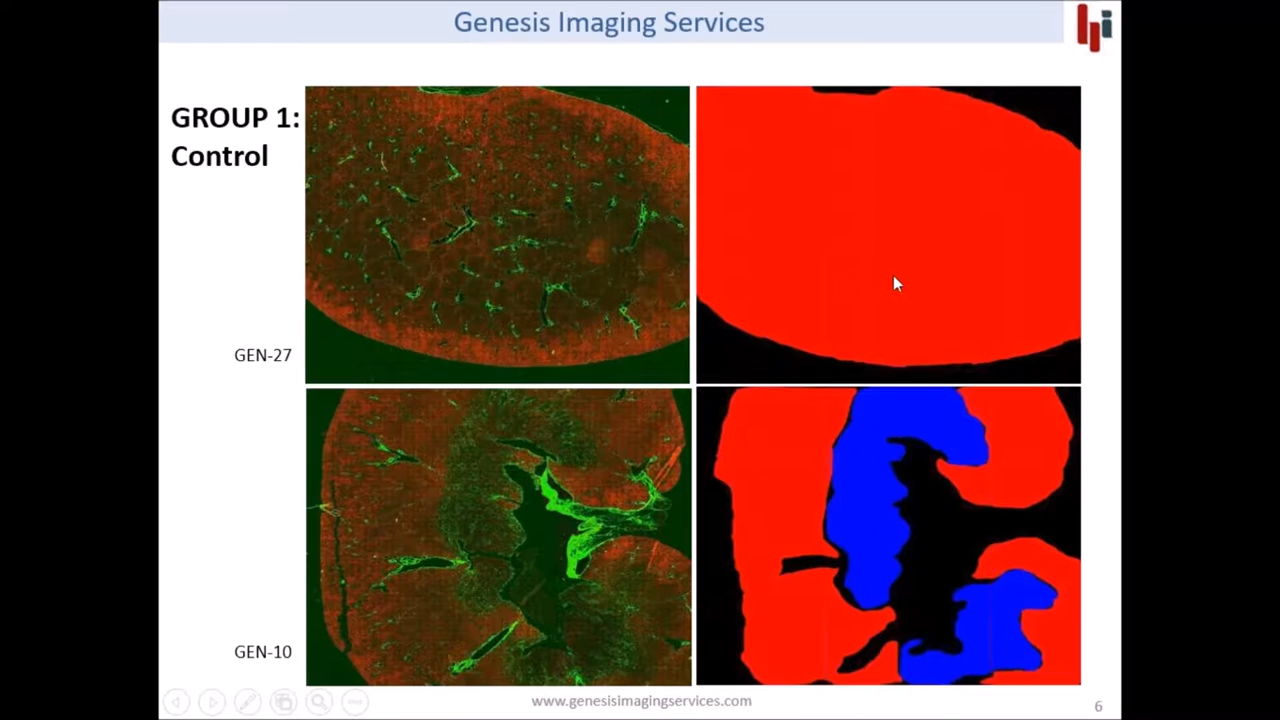 Genesis Imaging Services
GROUP 1:
Control
GEN-27
GEN-10
www.genesisimagingservices.com
6